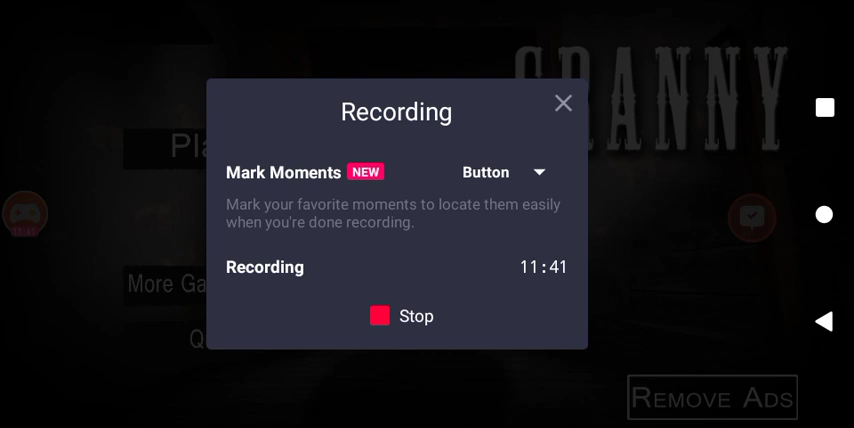 GRANNY
Recording
Pla
Mark Moments NEW Button
Mark your favorite moments to locate them easily
when you're done recording.
Recording 11:41
More Ga
Stop
Q
REMOVE ADS